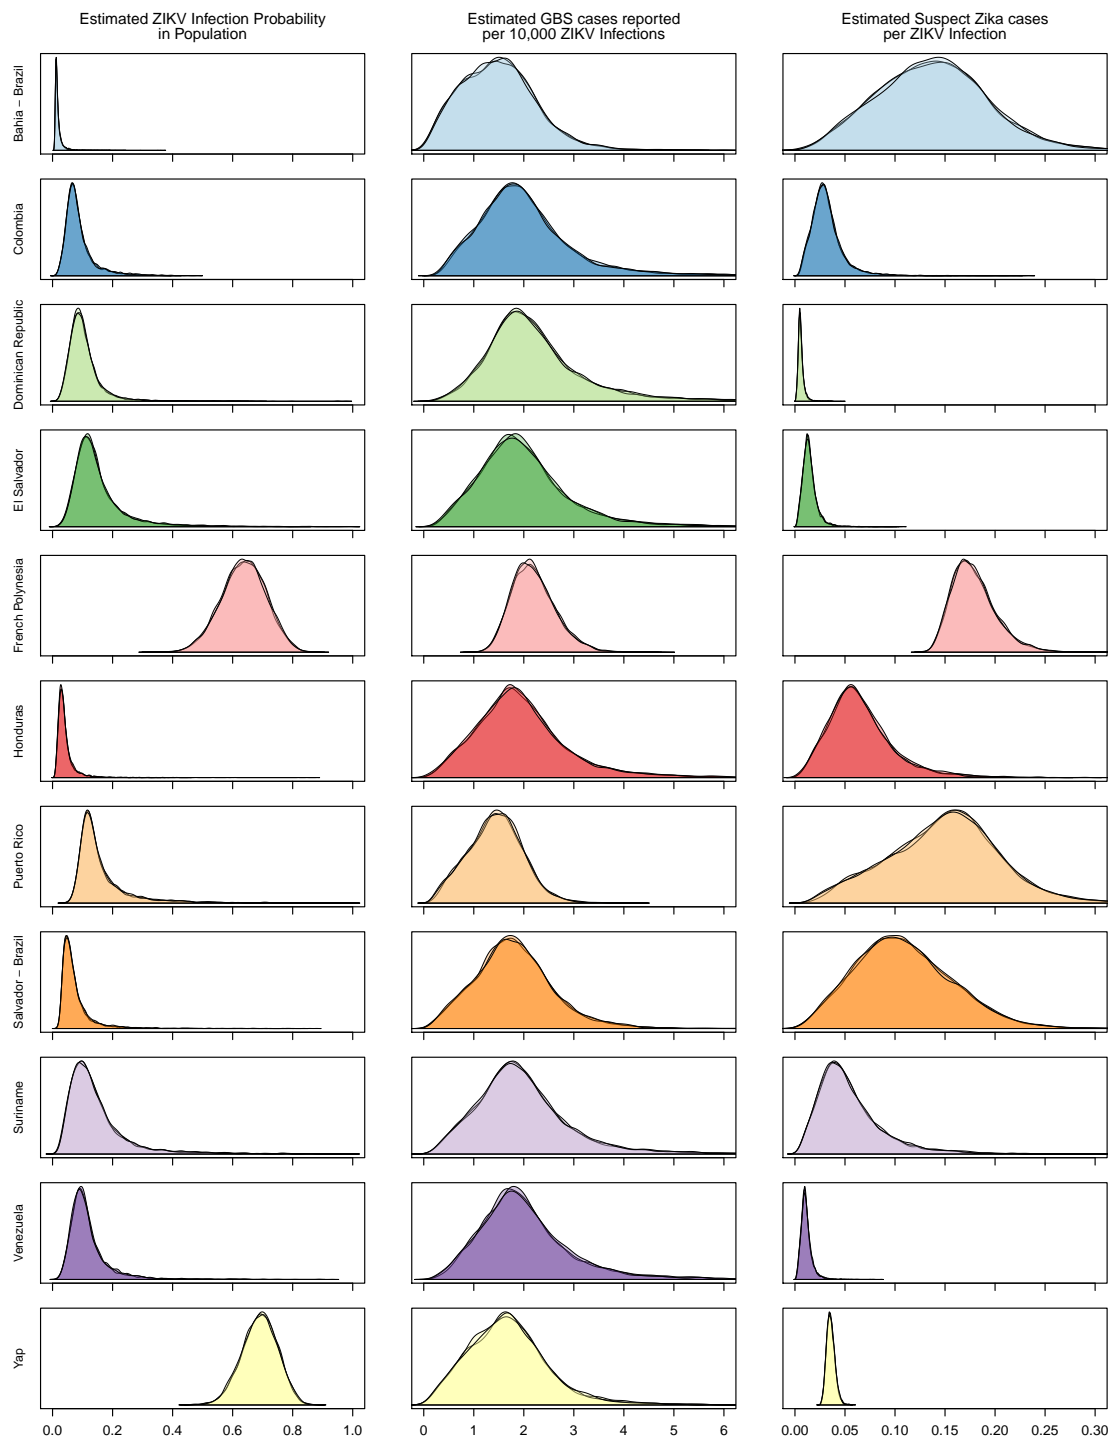 Estimated ZIKV Infection Probability
in Population
Estimated GBS cases reported
per 10,000 ZIKV Infections
Estimated Suspect Zika cases
per ZIKV Infection
Bahia − Brazil
Colombia
Dominican Republic
El Salvador
French Polynesia
Honduras
Puerto Rico
Salvador − Brazil
Suriname
Venezuela
Yap
0.0 0.2 0.4 0.6 0.8 1.0
0 1 2 3 4 5 6
0.00 0.05 0.10 0.15 0.20 0.25 0.30